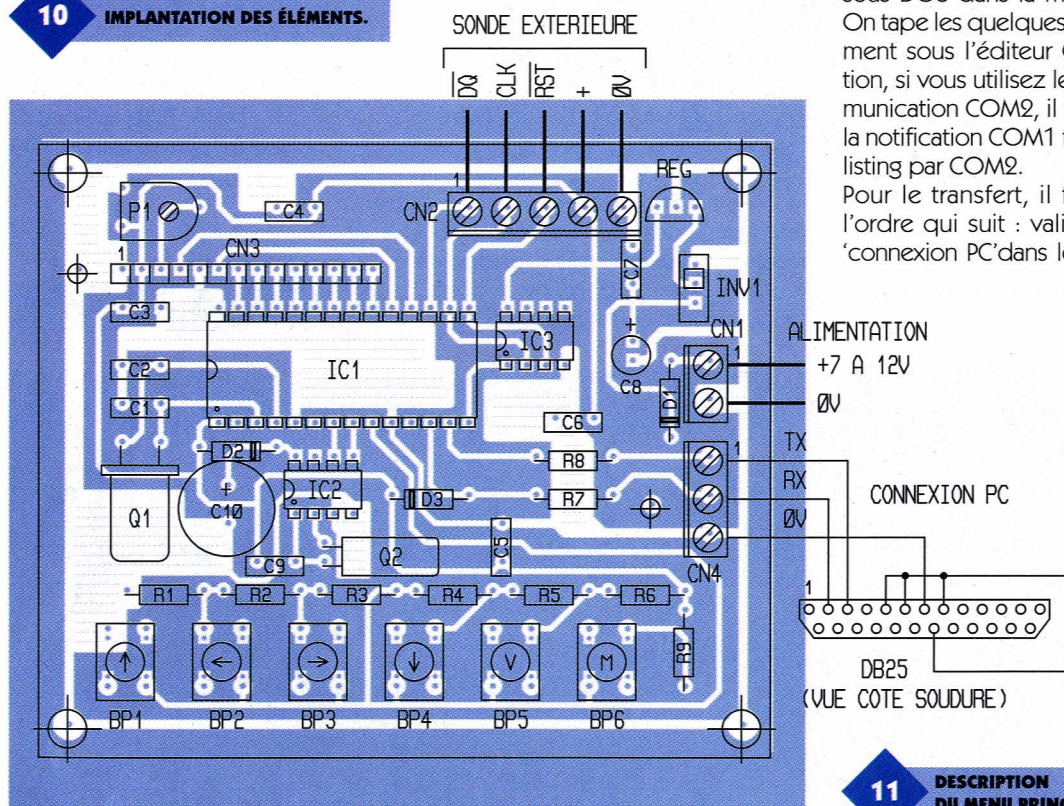 10 IMPLANTATION DES ÉLÉMENTS.
SONDE EXTERIEURE
DQ CLK RST + 0V
On tape les quelques
ment sous l'éditeur
tion, si vous utilisez le
munication COM2, il
la notification COM1
listing par COM2.
Pour le transfert, il
l'ordre qui suit : vali
'connexion PC'dans le
P1
C4
CN2
1
REG
CN3
1
C7
INV1
C3
IC3
CN1
1
ALIMENTATION
+7 A 12V
0V
IC1
+
C8
C2
C1
D1
C6
D2
R8
1
TX
RX
0V
IC2
D3
R7
CONNEXION PC
+
C10
Q1
Q2
C5
C9
CN4
R1 R2 R3 R4 R5 R6
R9
V
M
BP1 BP2 BP3 BP4 BP5 BP6
1
DB25
(VUE COTE SOUDURE)
11 DESCRIPTION